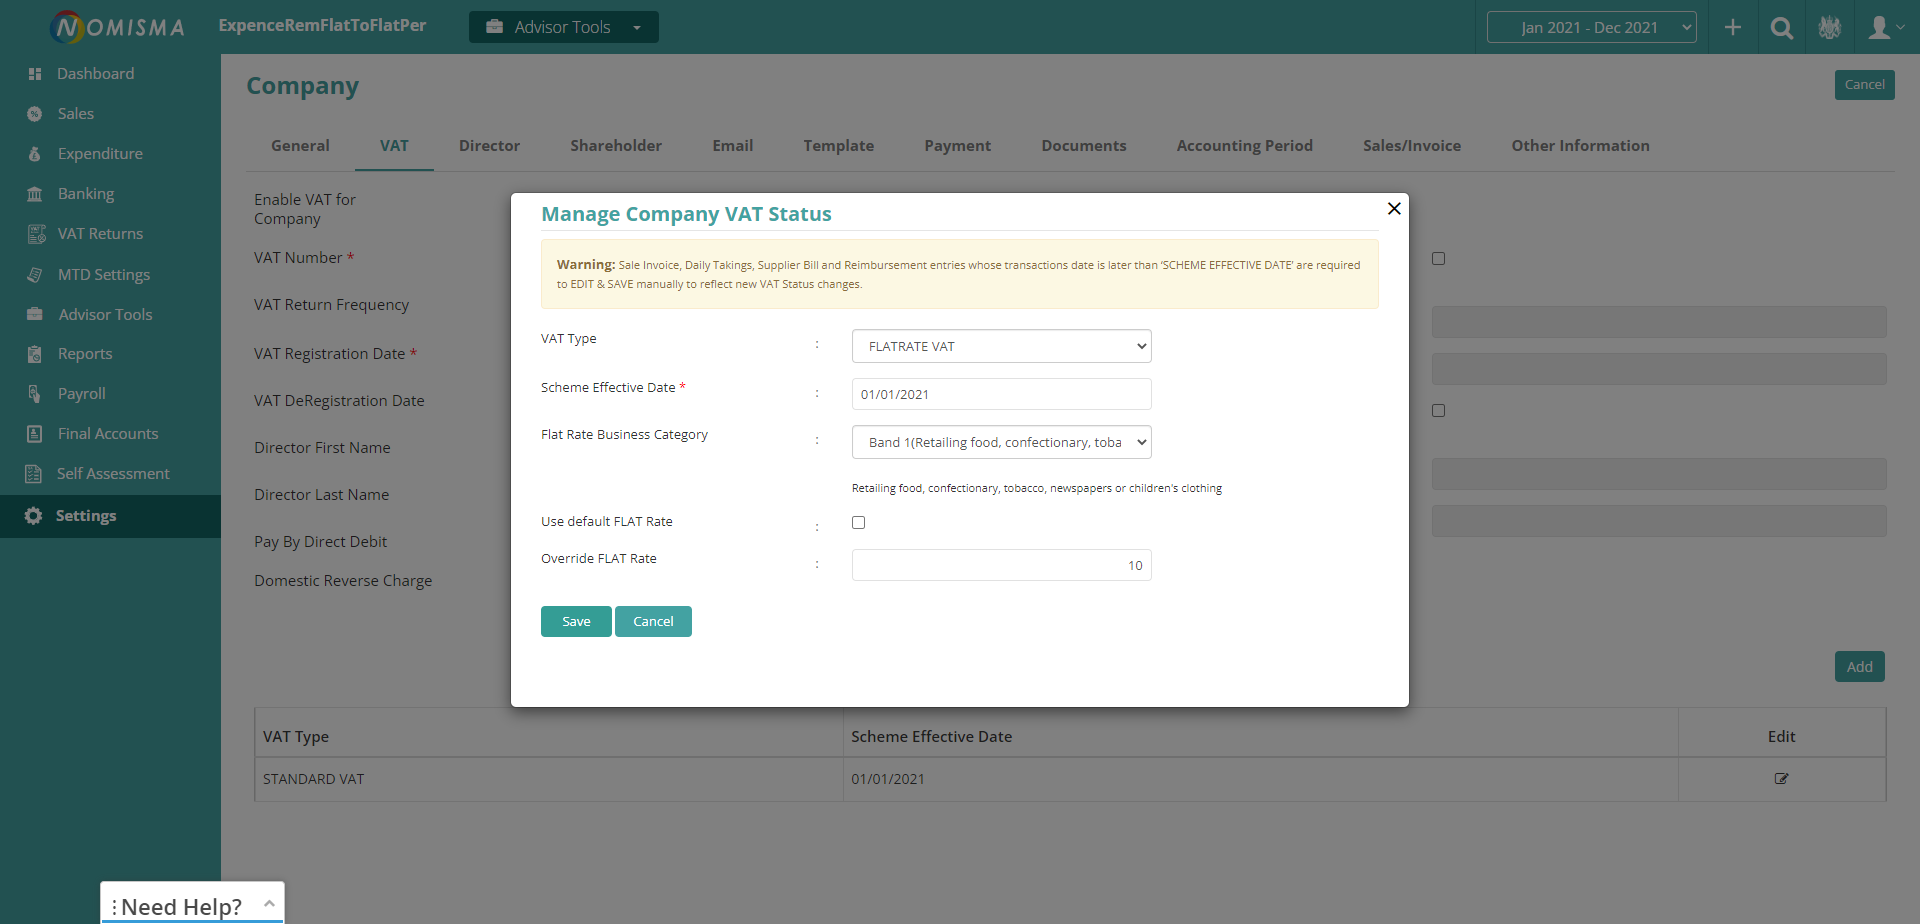 NOMISMA
ExpenceRemFlatToFlatPer
Advisor Tools
Jan 2021 - Dec 2021
Dashboard
Sales
Expenditure
Banking
VAT Returns
MTD Settings
Advisor Tools
Reports
Payroll
Final Accounts
Self Assessment
Settings
Company
Cancel
General
VAT
Director
Shareholder
Email
Template
Payment
Documents
Accounting Period
Sales/Invoice
Other Information
Enable VAT for
Company
VAT Number *
VAT Return Frequency
VAT Registration Date *
VAT DeRegistration Date
Director First Name
Director Last Name
Pay By Direct Debit
Domestic Reverse Charge
Manage Company VAT Status
Warning: Sale Invoice, Daily Takings, Supplier Bill and Reimbursement entries whose transactions date is later than 'SCHEME EFFECTIVE DATE' are required
to EDIT & SAVE manually to reflect new VAT Status changes.
VAT Type : FLATRATE VAT
Scheme Effective Date * : 01/01/2021
Flat Rate Business Category : Band 1(Retailing food, confectionary, toba
Retailing food, confectionary, tobacco, newspapers or children's clothing
Use default FLAT Rate :
Override FLAT Rate : 10
Save
Cancel
Add
VAT Type
Scheme Effective Date
Edit
STANDARD VAT
01/01/2021
Need Help?